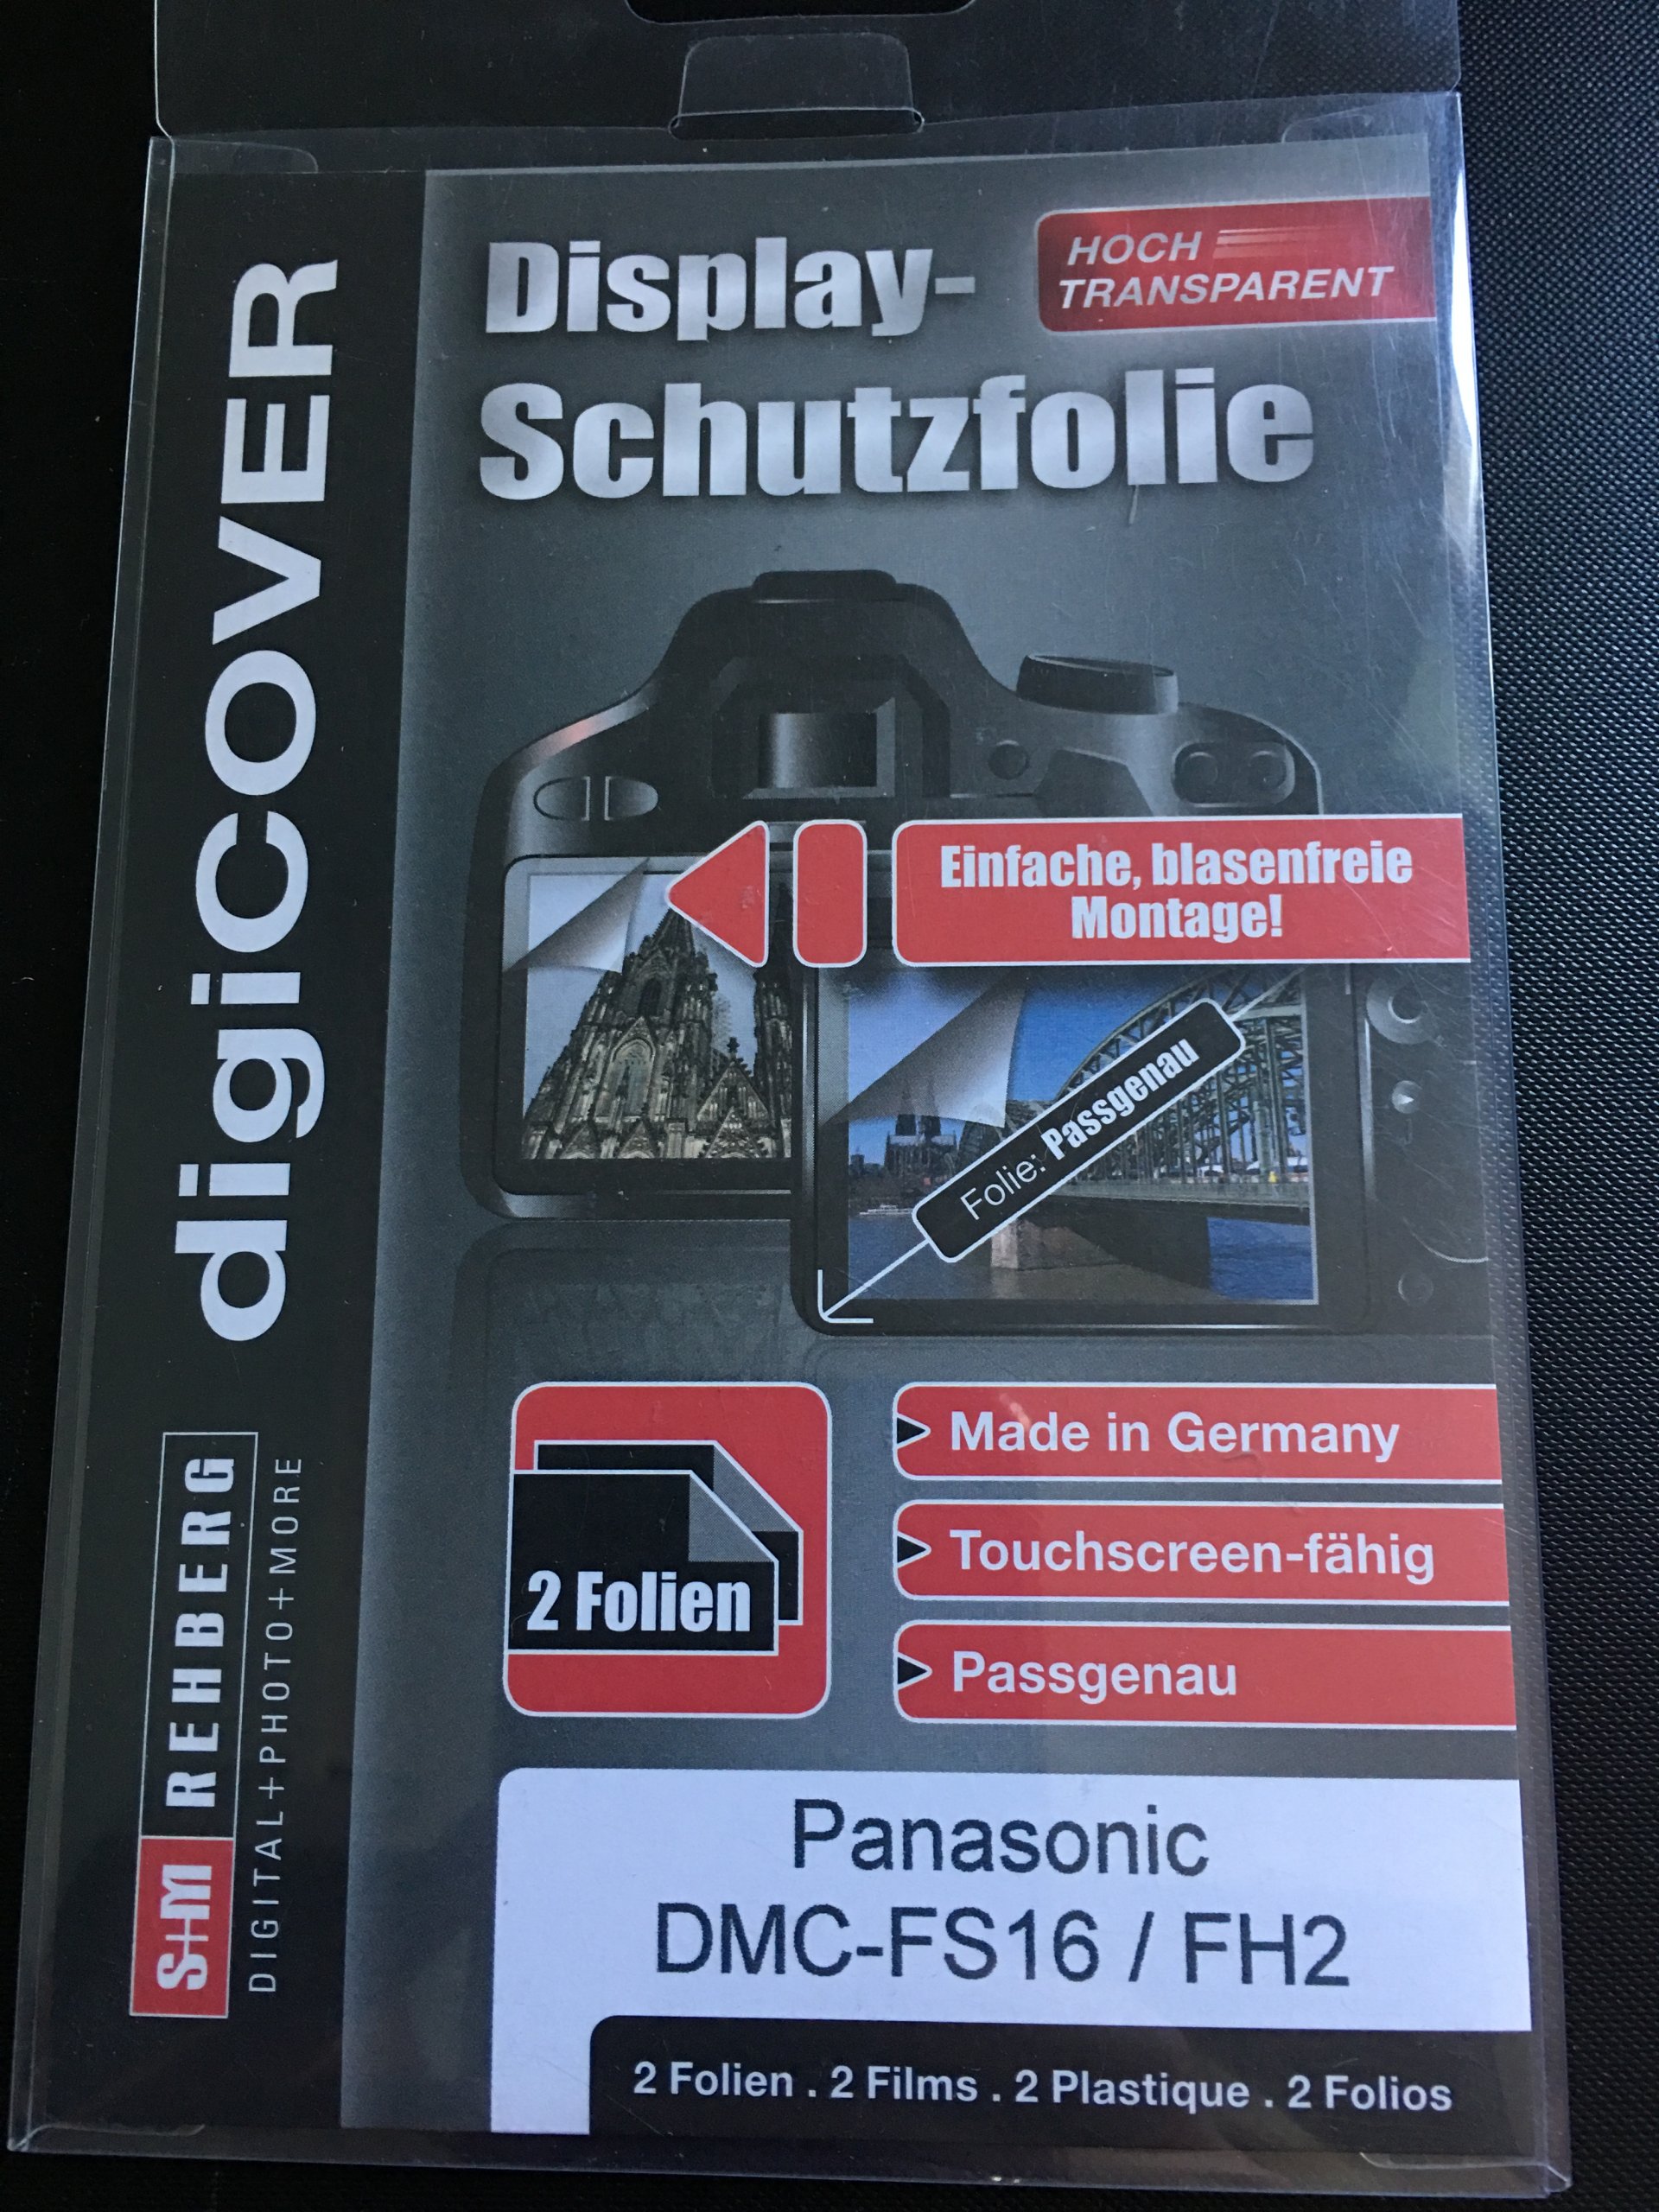 Display-
Schutzfolie
HOCH
TRANSPARENT
digiCOVER
S+M REHBERG
DIGITAL+PHOTO+MORE
Einfache, blasenfreie
Montage!
Folie: Passgenau
2 Folien
Made in Germany
Touchscreen-fähig
Passgenau
Panasonic
DMC-FS16 / FH2
2 Folien . 2 Films . 2 Plastique . 2 Folios